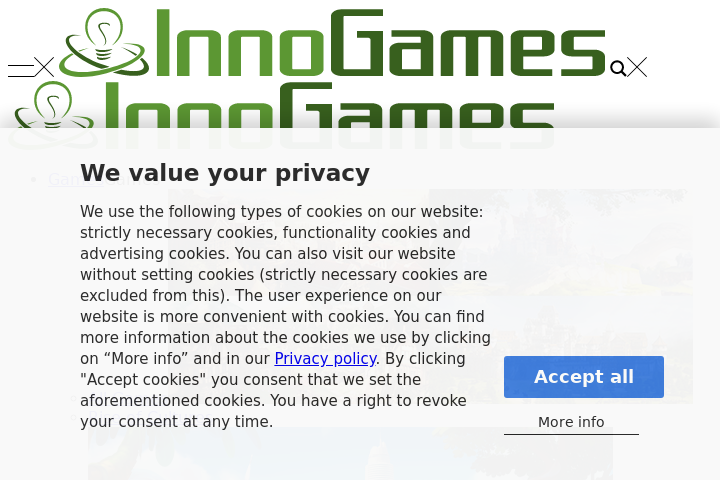 InnoGames
InnoGames
We value your privacy
We use the following types of cookies on our website:
strictly necessary cookies, functionality cookies and
advertising cookies. You can also visit our website
without setting cookies (strictly necessary cookies are
excluded from this). The user experience on our
website is more convenient with cookies. You can find
more information about the cookies we use by clicking
on “More info” and in our Privacy policy. By clicking
"Accept cookies" you consent that we set the
aforementioned cookies. You have a right to revoke
your consent at any time.
Accept all
More info